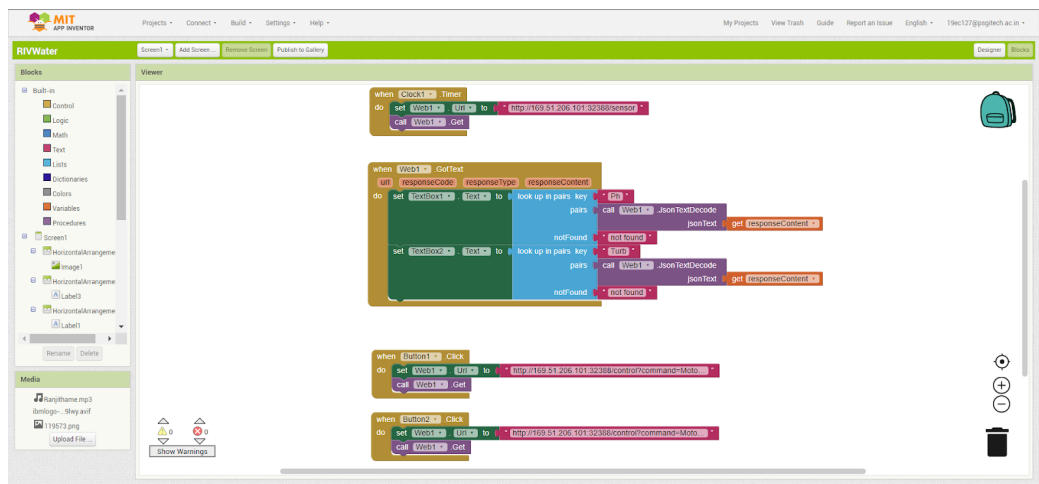 MIT
APP INVENTOR
Projects Connect Build Settings Help
My Projects View Trash Guide Report an Issue English 19ec127@psgitech.ac.in
RIVWater
Screen1 Add Screen ... Remove Screen Publish to Gallery
Designer Blocks
Blocks
Viewer
Built-in
Control
Logic
Math
Text
Lists
Dictionaries
Colors
Variables
Procedures
Screen1
HorizontalArrangeme
Image1
HorizontalArrangeme
Label3
HorizontalArrangeme
Label1
Rename Delete
Media
Ranjithame.mp3
ibmlogo-...9lwy.avif
119573.png
Upload File ...
when Clock1 .Timer
do set Web1 . Url to " http://169.51.206.101:32388/sensor "
call Web1 .Get
when Web1 .GotText
url responseCode responseType responseContent
do set TextBox1 . Text to look up in pairs key " Ph "
pairs call Web1 .JsonTextDecode
jsonText get responseContent
notFound " not found "
set TextBox2 . Text to look up in pairs key " Turb "
pairs call Web1 .JsonTextDecode
jsonText get responseContent
notFound " not found "
when Button1 .Click
do set Web1 . Url to " http://169.51.206.101:32388/control?command=Moto... "
call Web1 .Get
when Button2 .Click
do set Web1 . Url to " http://169.51.206.101:32388/control?command=Moto... "
call Web1 .Get
0 0
Show Warnings